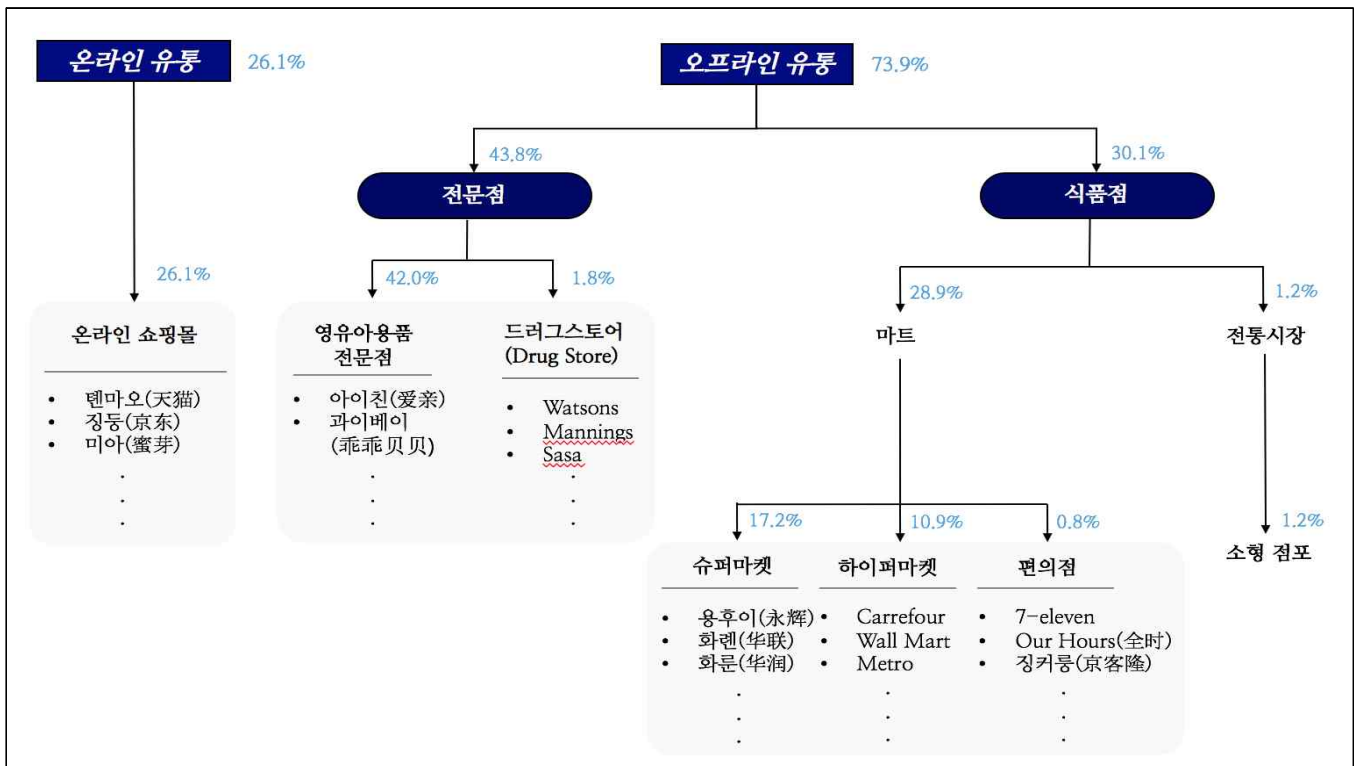 온라인 유통 26.1%
오프라인 유통 73.9%
43.8%
30.1%
전문점
식품점
26.1%
42.0%
1.8%
28.9%
1.2%
온라인 쇼핑몰
• 톈마오(天猫)
• 징둥(京东)
• 미아(蜜芽)
.
.
.
영유아용품
전문점
• 아이친(爱亲)
• 과이베이
(乖乖贝贝)
.
.
.
드러그스토어
(Drug Store)
• Watsons
• Mannings
• Sasa
.
.
.
마트
전통시장
17.2%
10.9%
0.8%
1.2%
슈퍼마켓
• 용후이(永辉)
• 화롄(华联)
• 화룬(华润)
.
.
.
하이퍼마켓
• Carrefour
• Wall Mart
• Metro
.
.
.
편의점
• 7-eleven
• Our Hours(全时)
• 징커룽(京客隆)
.
.
.
소형 점포